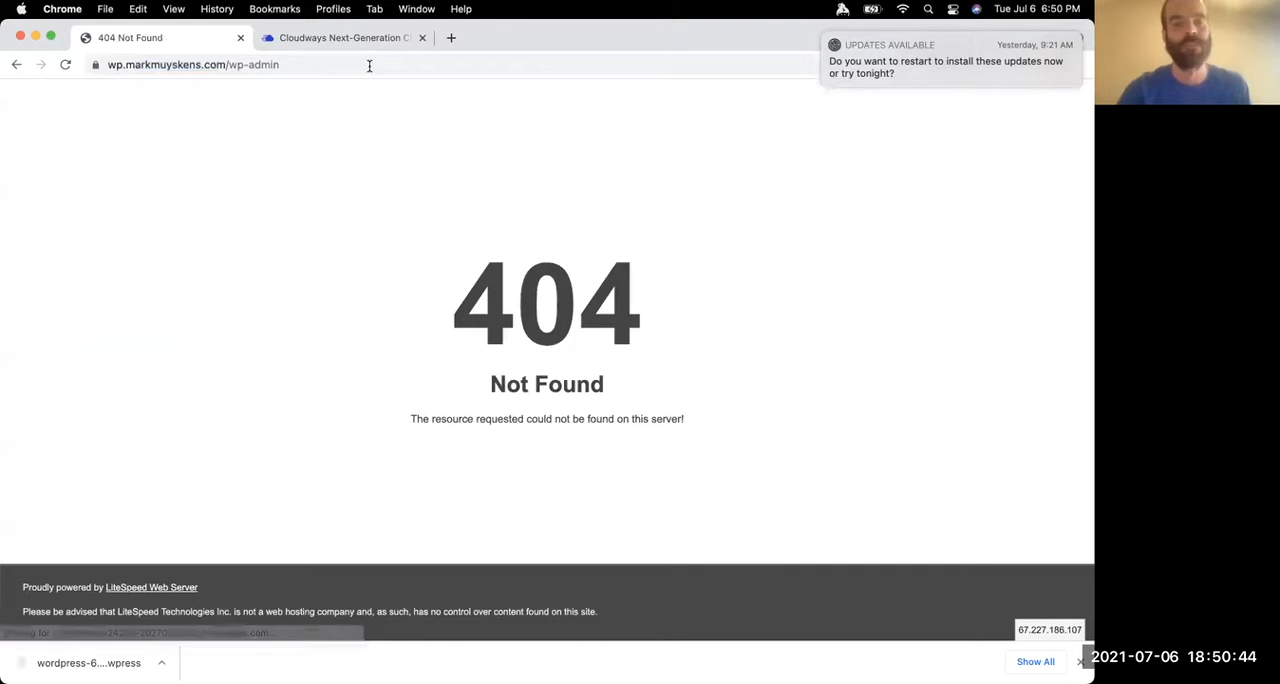 Chrome File Edit View History Bookmarks Profiles Tab Window Help Tue Jul 6 6:50 PM
404 Not Found Cloudways Next-Generation C
wp.markmuyskens.com/wp-admin
UPDATES AVAILABLE Yesterday, 9:21 AM
Do you want to restart to install these updates now
or try tonight?
404
Not Found
The resource requested could not be found on this server!
Proudly powered by LiteSpeed Web Server
Please be advised that LiteSpeed Technologies Inc. is not a web hosting company and, as such, has no control over content found on this site.
67.227.186.107
wordpress-6....wpress Show All
2021-07-06 18:50:44